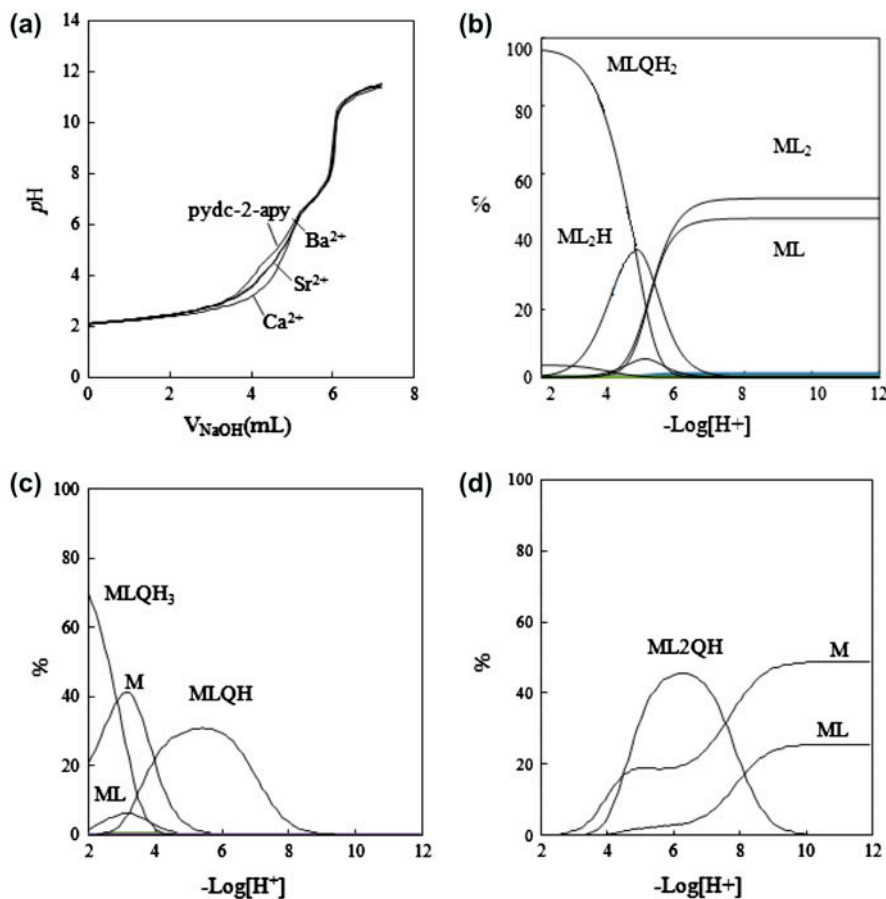 (a)
14
12
10
8
6
4
2
0
pH
pydc-2-apy
Ba²⁺
Sr²⁺
Ca²⁺
0 2 4 6 8
V_NaOH(mL)
(b)
100
80
60
40
20
0
%
MLQH₂
ML₂
ML₂H
ML
2 4 6 8 10 12
-Log[H+]
(c)
100
80
60
40
20
0
%
MLQH₃
M
MLQH
ML
2 4 6 8 10 12
-Log[H⁺]
(d)
100
80
60
40
20
0
%
ML2QH
M
ML
2 4 6 8 10 12
-Log[H+]